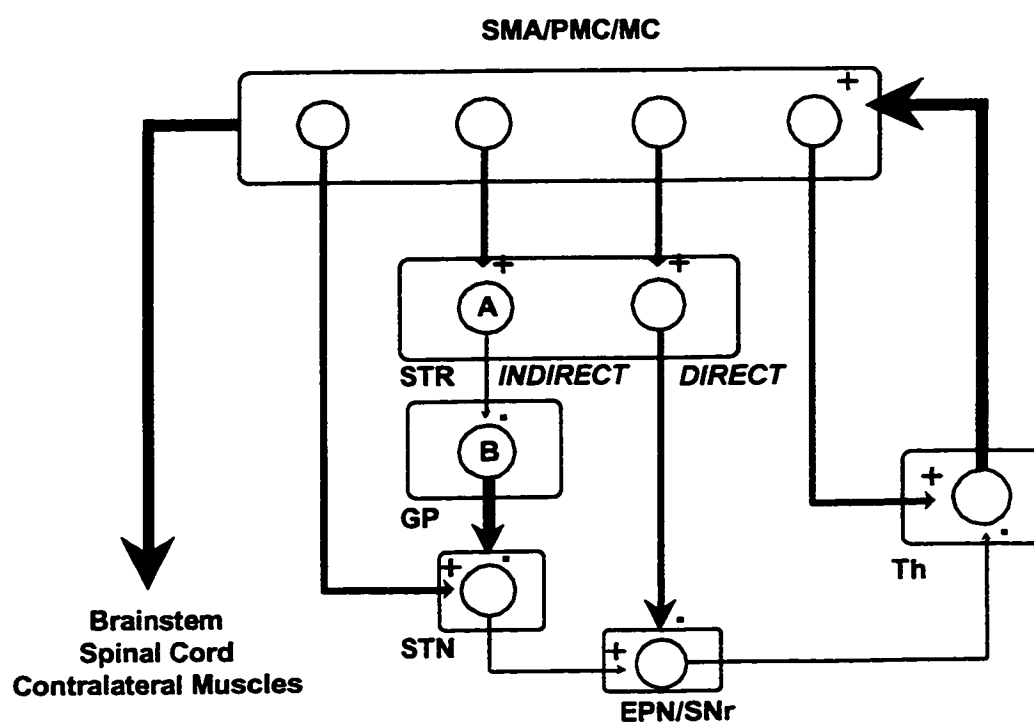 SMA/PMC/MC
+
+
+
A
STR
INDIRECT
DIRECT
-
B
GP
+
-
STN
+
-
EPN/SNr
+
-
Th
Brainstem
Spinal Cord
Contralateral Muscles